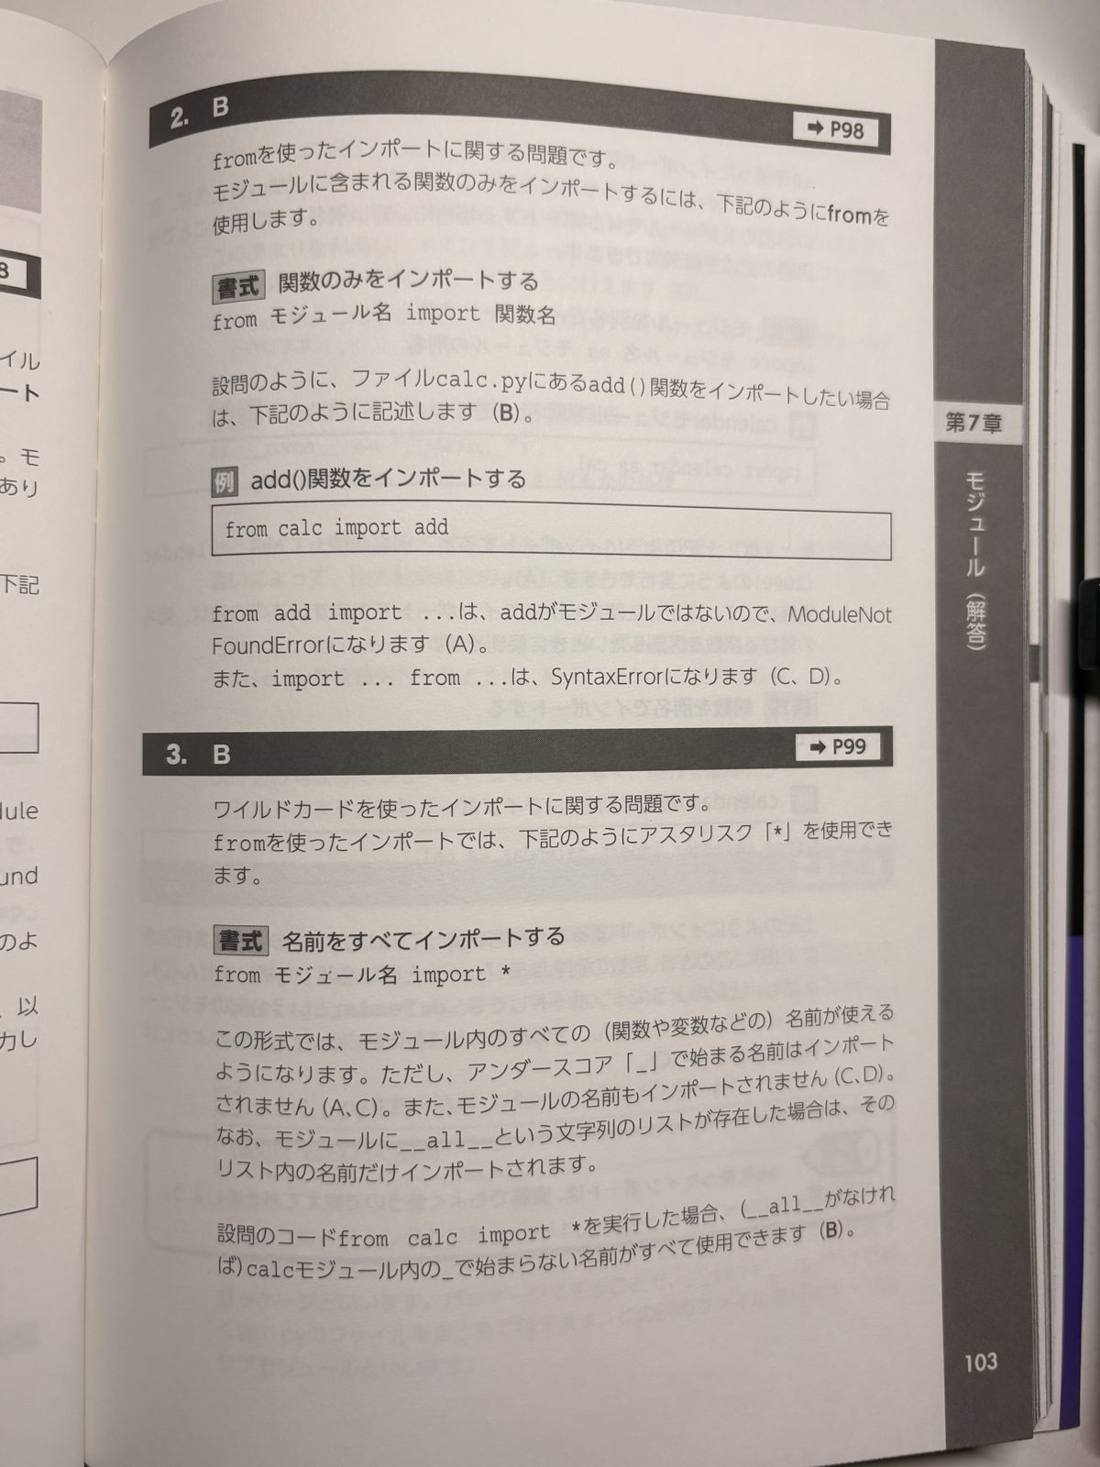 8
イル
ート
。モ
あり
下記
dule
und
のよ
、以
力し
2. B
➡ P98
fromを使ったインポートに関する問題です。
モジュールに含まれる関数のみをインポートするには、下記のようにfromを
使用します。
書式 関数のみをインポートする
from モジュール名 import 関数名
設問のように、ファイルcalc.pyにあるadd()関数をインポートしたい場合
は、下記のように記述します（B）。
例 add()関数をインポートする
from calc import add
from add import ...は、addがモジュールではないので、ModuleNot
FoundErrorになります（A）。
また、import ... from ...は、SyntaxErrorになります（C、D）。
3. B
➡ P99
ワイルドカードを使ったインポートに関する問題です。
fromを使ったインポートでは、下記のようにアスタリスク「*」を使用でき
ます。
書式 名前をすべてインポートする
from モジュール名 import *
この形式では、モジュール内のすべての（関数や変数などの）名前が使える
ようになります。ただし、アンダースコア「_」で始まる名前はインポート
されません（A、C）。また、モジュールの名前もインポートされません（C、D）。
なお、モジュールに__all__という文字列のリストが存在した場合は、その
リスト内の名前だけインポートされます。
設問のコードfrom calc import *を実行した場合、(__all__がなけれ
ば)calcモジュール内の_で始まらない名前がすべて使用できます（B）。
第7章
モジュール（解答）
103